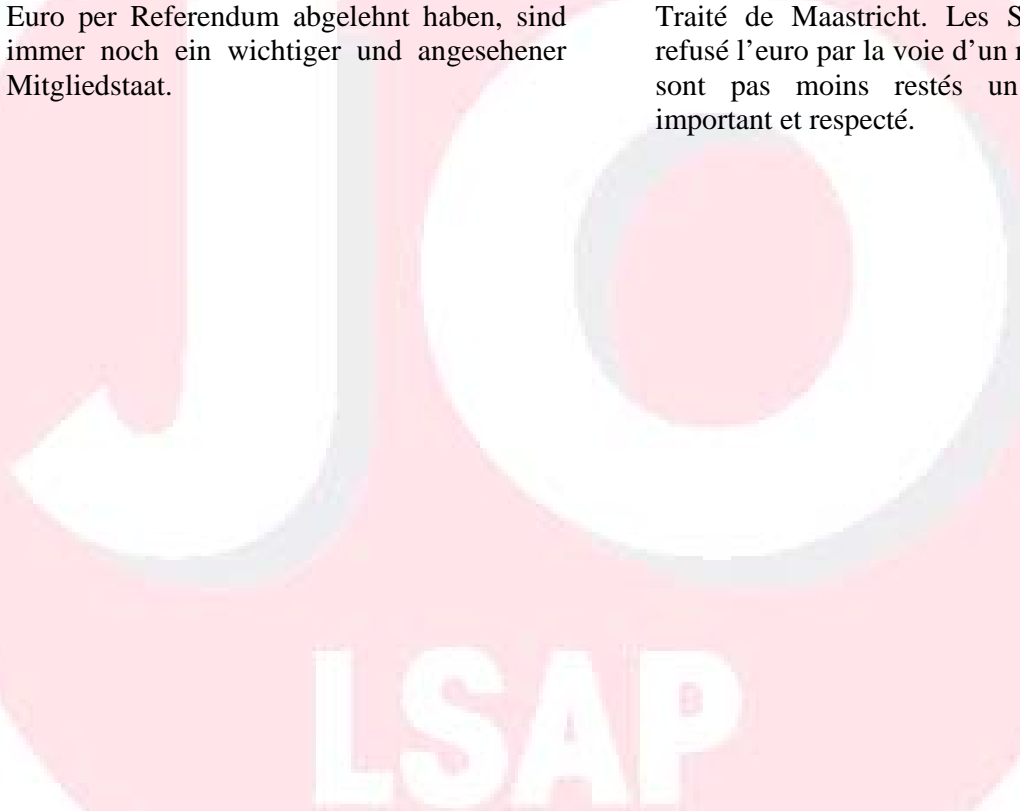 Euro per Referendum abgelehnt haben, sind
immer noch ein wichtiger und angesehener
Mitgliedstaat.
Traité de Maastricht. Les
refusé l’euro par la voie d’un
sont pas moins restés un
important et respecté.
JO
LSAP